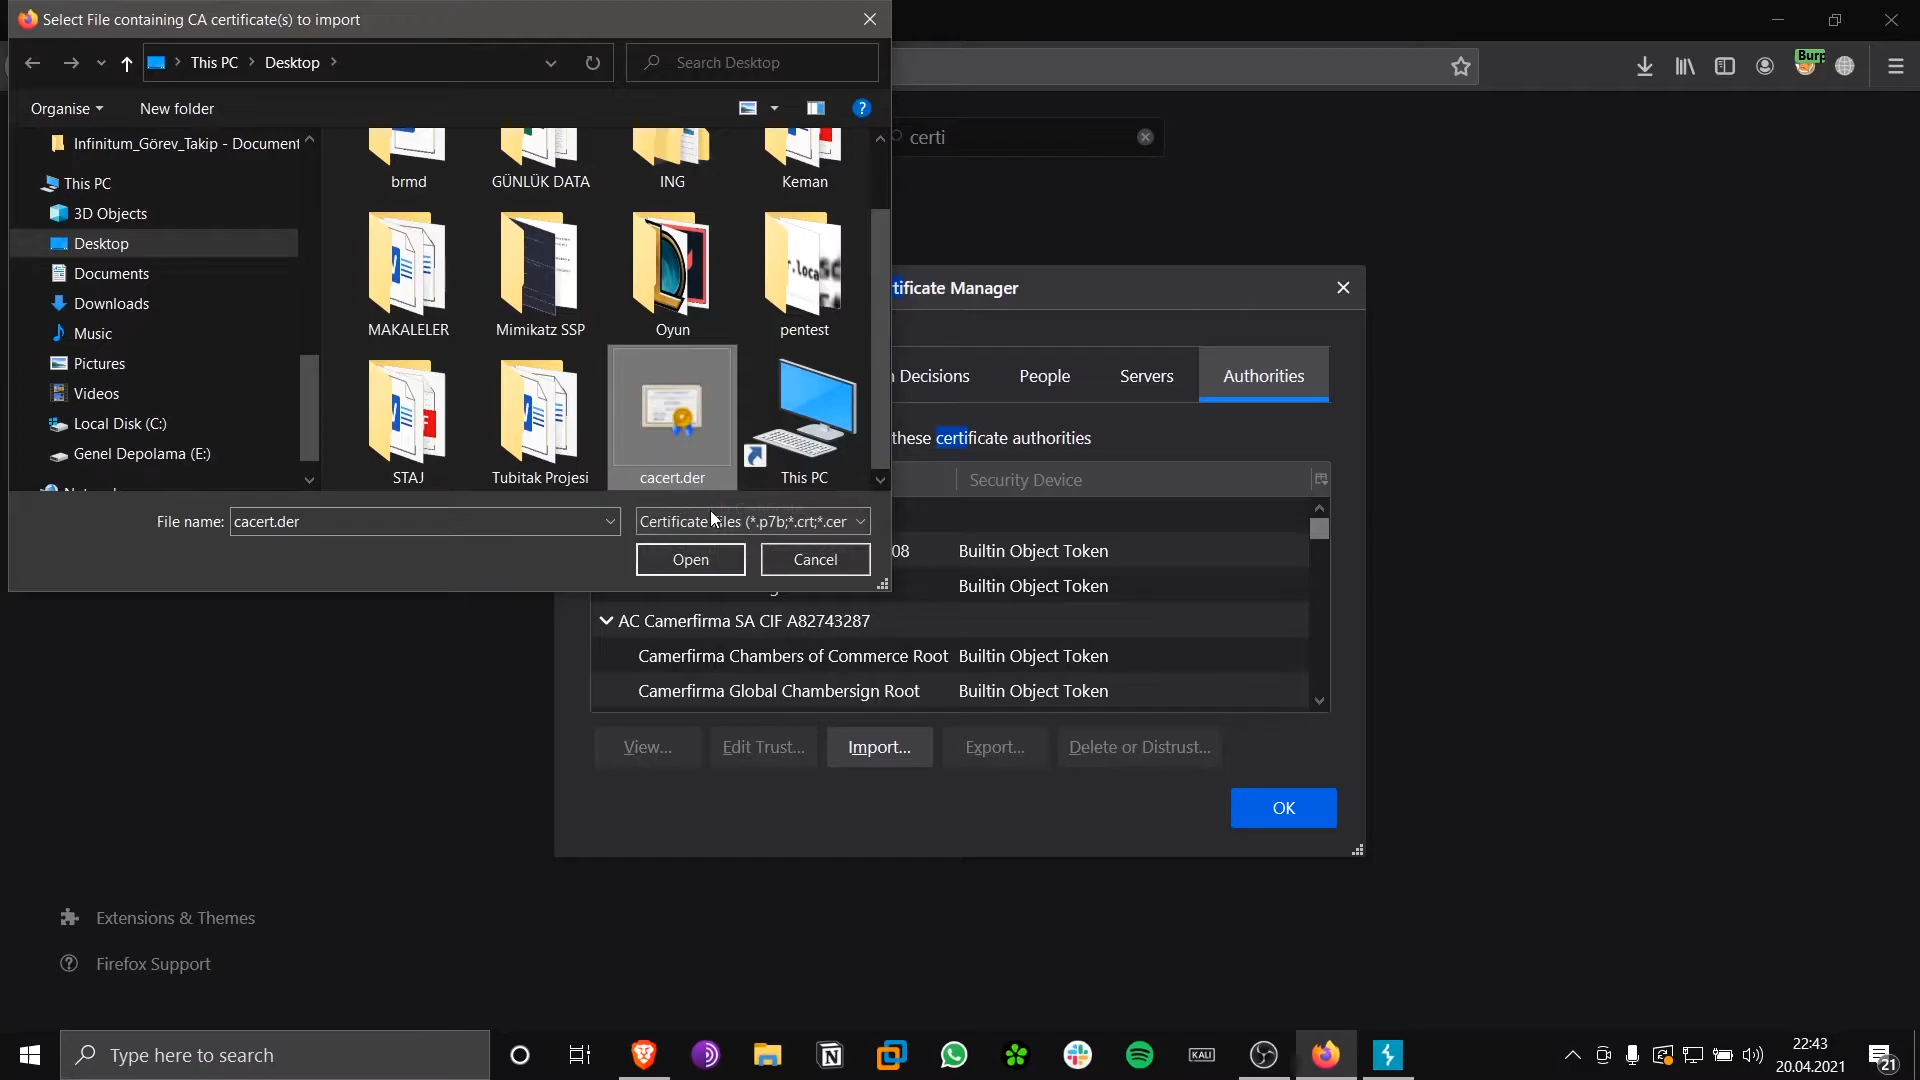 Select File containing CA certificate(s) to import
This PC
Desktop
Search Desktop
Organise
New folder
Infinitum_Görev_Takip - Document
This PC
3D Objects
Desktop
Documents
Downloads
Music
Pictures
Videos
Local Disk (C:)
Genel Depolama (E:)
brmd
GÜNLÜK DATA
ING
Keman
MAKALELER
Mimikatz SSP
Oyun
pentest
STAJ
Tubitak Projesi
cacert.der
This PC
File name:
cacert.der
Certificate Files (*.p7b;*.crt;*.cer
Open
Cancel
Burp
certi
tificate Manager
Decisions
People
Servers
Authorities
these certificate authorities
Security Device
08
Builtin Object Token
Builtin Object Token
AC Camerfirma SA CIF A82743287
Camerfirma Chambers of Commerce Root
Builtin Object Token
Camerfirma Global Chambersign Root
Builtin Object Token
View...
Edit Trust...
Import...
Export...
Delete or Distrust...
OK
Extensions & Themes
Firefox Support
Type here to search
KALI
22:43
20.04.2021
21